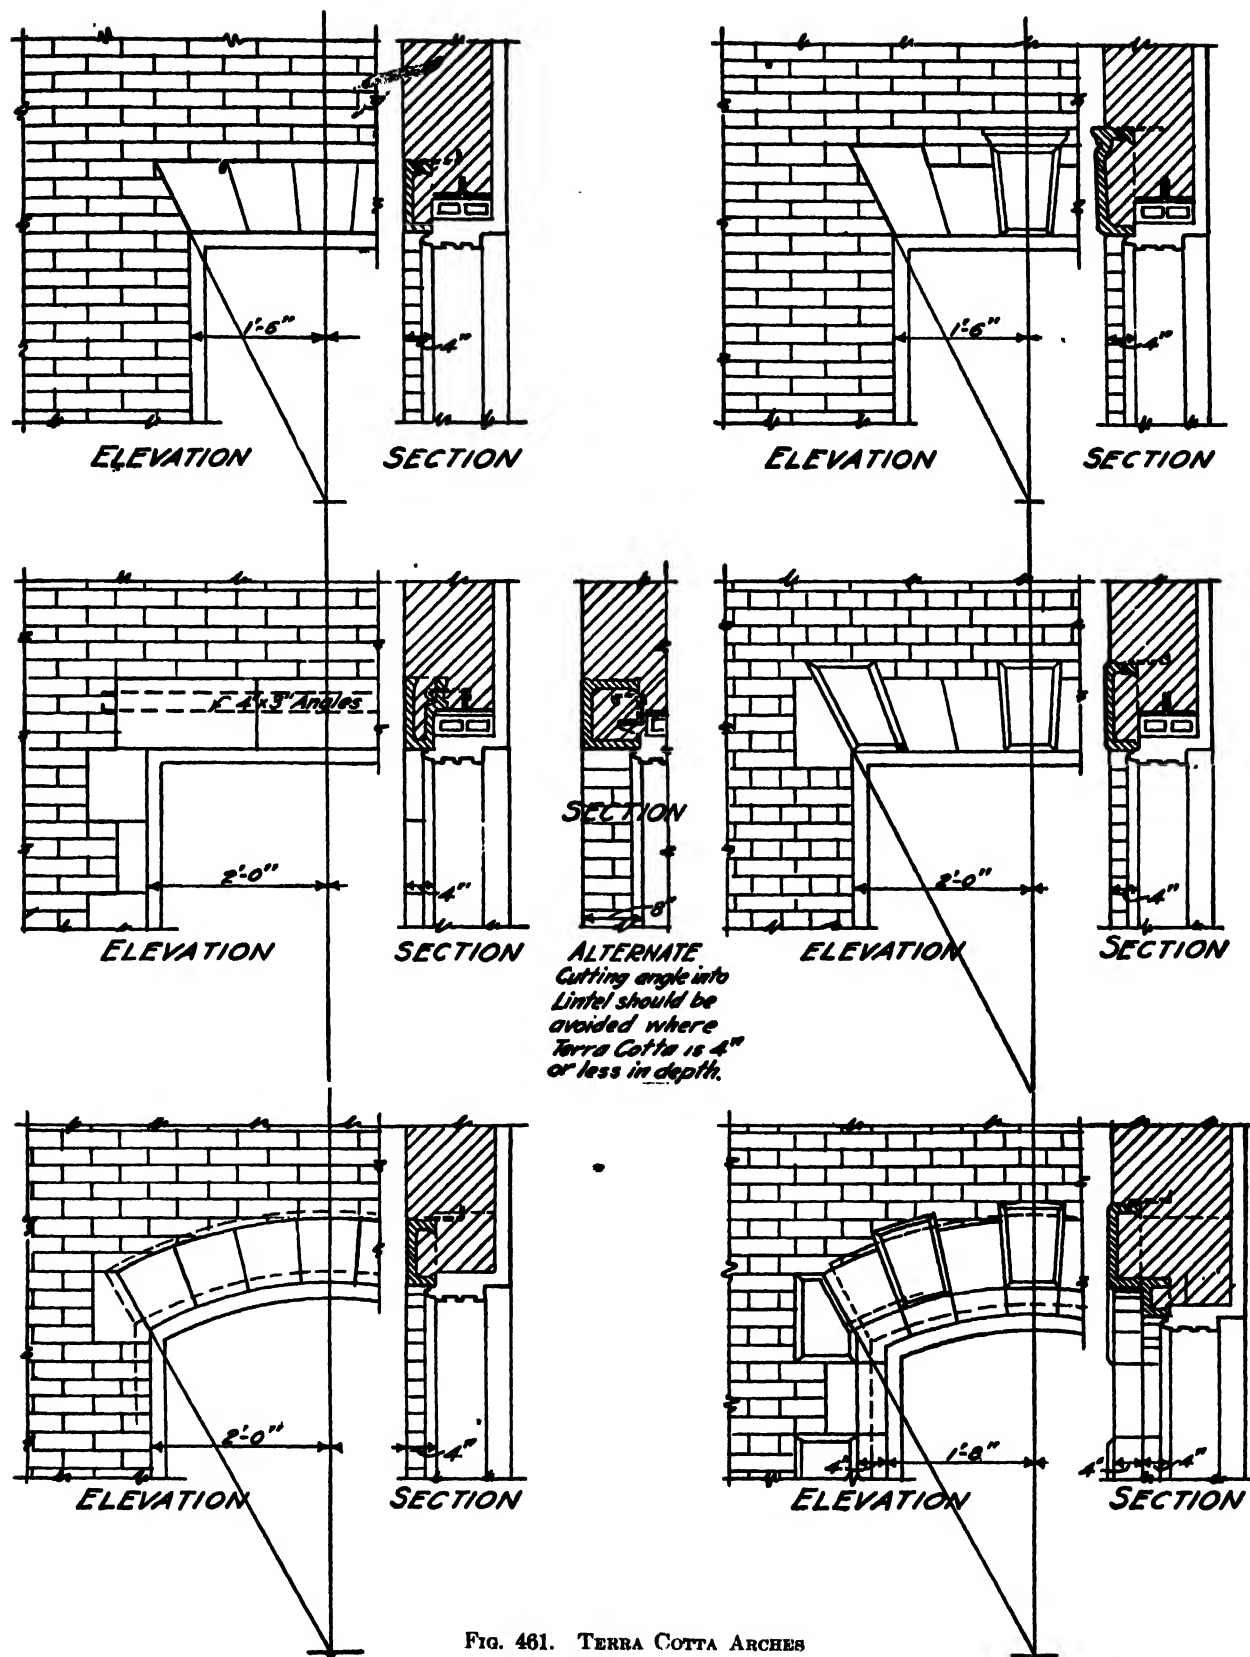 1'-6"
4"
1'-6"
4"
ELEVATION
SECTION
ELEVATION
SECTION
4"x3" Angles
SECTION
2'-0"
4"
8"
2'-0"
4"
ELEVATION
SECTION
ALTERNATE
Cutting angle into
Lintel should be
avoided where
Terra Cotta is 4"
or less in depth.
ELEVATION
SECTION
2'-0"
4"
4"
1'-8"
4"
4"
ELEVATION
SECTION
ELEVATION
SECTION
FIG. 461. TERRA COTTA ARCHES